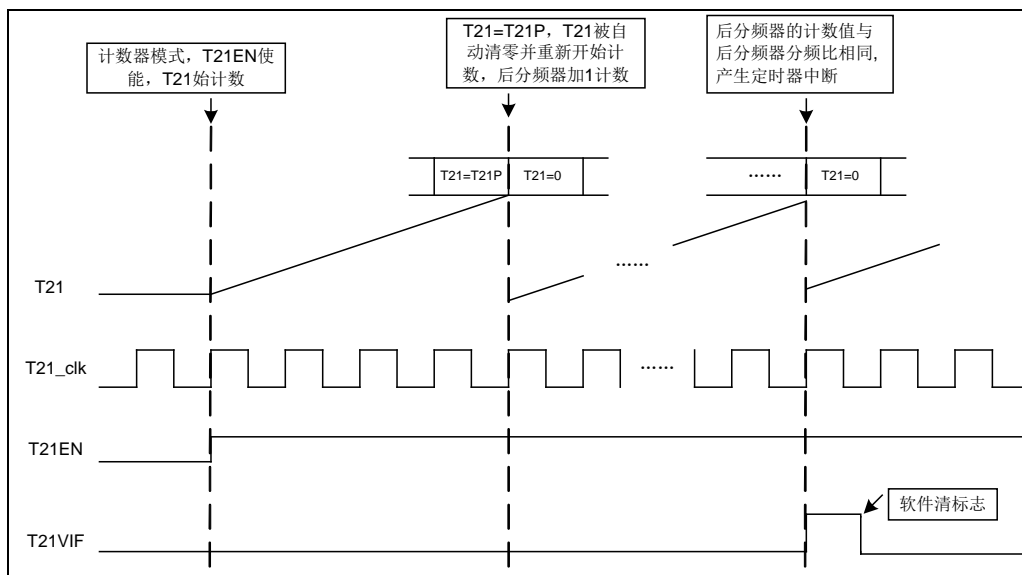 计数器模式，T21EN使
能，T21始计数
T21=T21P，T21被自
动清零并重新开始计
数，后分频器加1计数
后分频器的计数值与
后分频器分频比相同,
产生定时器中断
T21=T21P
T21=0
……
T21=0
……
T21
T21_clk
……
T21EN
软件清标志
T21VIF